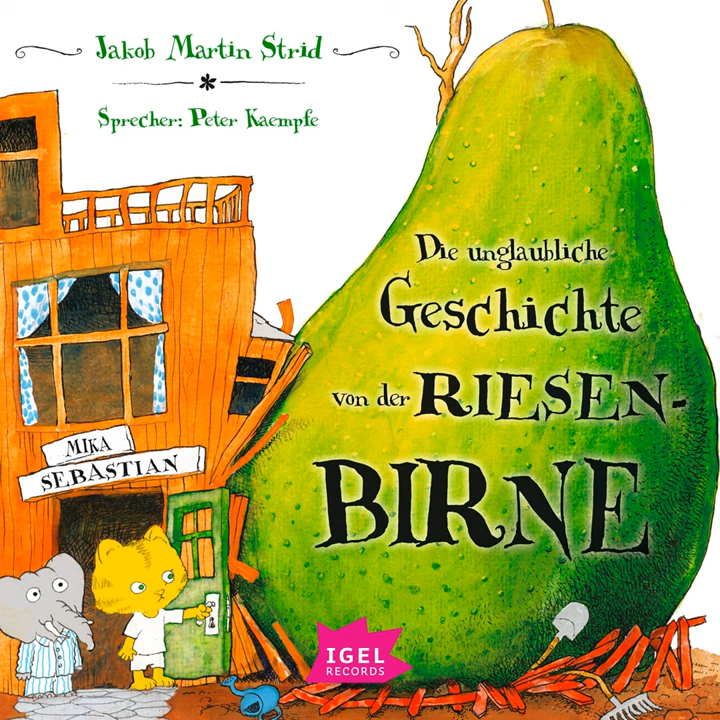 Jakob Martin Strid
Sprecher: Peter Kaempfe
Die unglaubliche
Geschichte
von der RIESEN-
BIRNE
MIKA
SEBASTIAN
IGEL
RECORDS